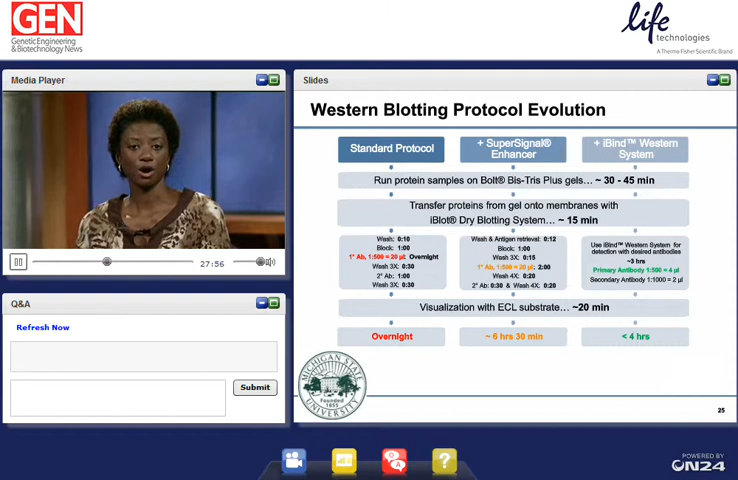 GEN
Genetic Engineering
& Biotechnology News
life
technologies
A Thermo Fisher Scientific Brand
Media Player
27:56
Q&A
Refresh Now
Submit
Slides
Western Blotting Protocol Evolution
Standard Protocol
+ SuperSignal®
Enhancer
+ iBind™ Western
System
Run protein samples on Bolt® Bis-Tris Plus gels… ~ 30 - 45 min
Transfer proteins from gel onto membranes with
iBlot® Dry Blotting System… ~ 15 min
Wash: 0:10
Block: 1:00
1° Ab, 1:500 = 20 µl: Overnight
Wash 3X: 0:30
2° Ab: 1:00
Wash 3X: 0:30
Wash & Antigen retrieval: 0:12
Block: 1:00
Wash 3X: 0:15
1° Ab, 1:500 = 20 µl: 2:00
Wash 4X: 0:20
2° Ab: 0:30 & Wash 4X: 0:20
Use iBind™ Western System for
detection with desired antibodies
~3 hrs
Primary Antibody 1:500 = 4 µl
Secondary Antibody 1:1000 = 2 µl
Visualization with ECL substrate… ~20 min
Overnight
~ 6 hrs 30 min
< 4 hrs
MICHIGAN STATE
UNIVERSITY
Founded
1855
25
Q
A
?
POWERED BY
ON24